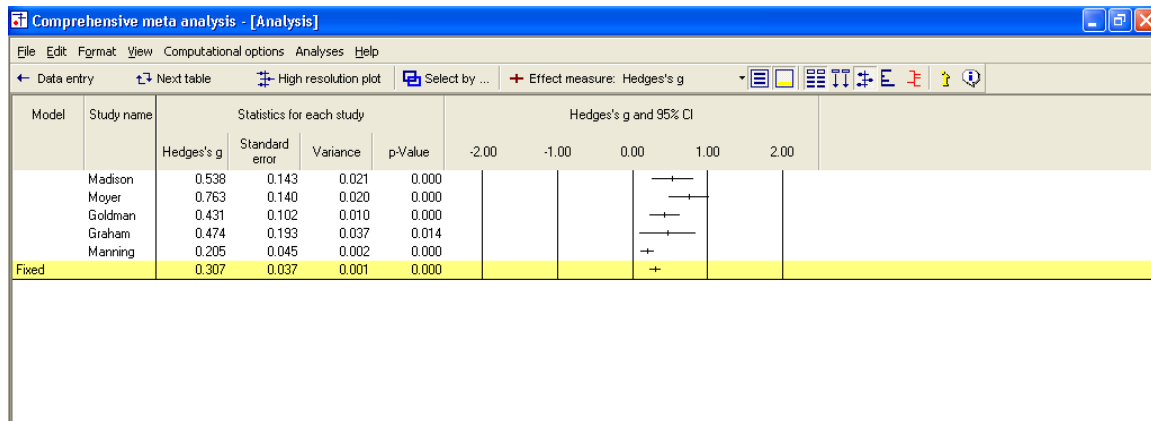 Comprehensive meta analysis - [Analysis]
File Edit Format View Computational options Analyses Help
← Data entry Next table High resolution plot Select by ... Effect measure: Hedges's g
Model Study name Statistics for each study Hedges's g and 95% CI
Hedges's g Standard error Variance p-Value -2.00 -1.00 0.00 1.00 2.00
Madison 0.538 0.143 0.021 0.000
Moyer 0.763 0.140 0.020 0.000
Goldman 0.431 0.102 0.010 0.000
Graham 0.474 0.193 0.037 0.014
Manning 0.205 0.045 0.002 0.000
Fixed 0.307 0.037 0.001 0.000